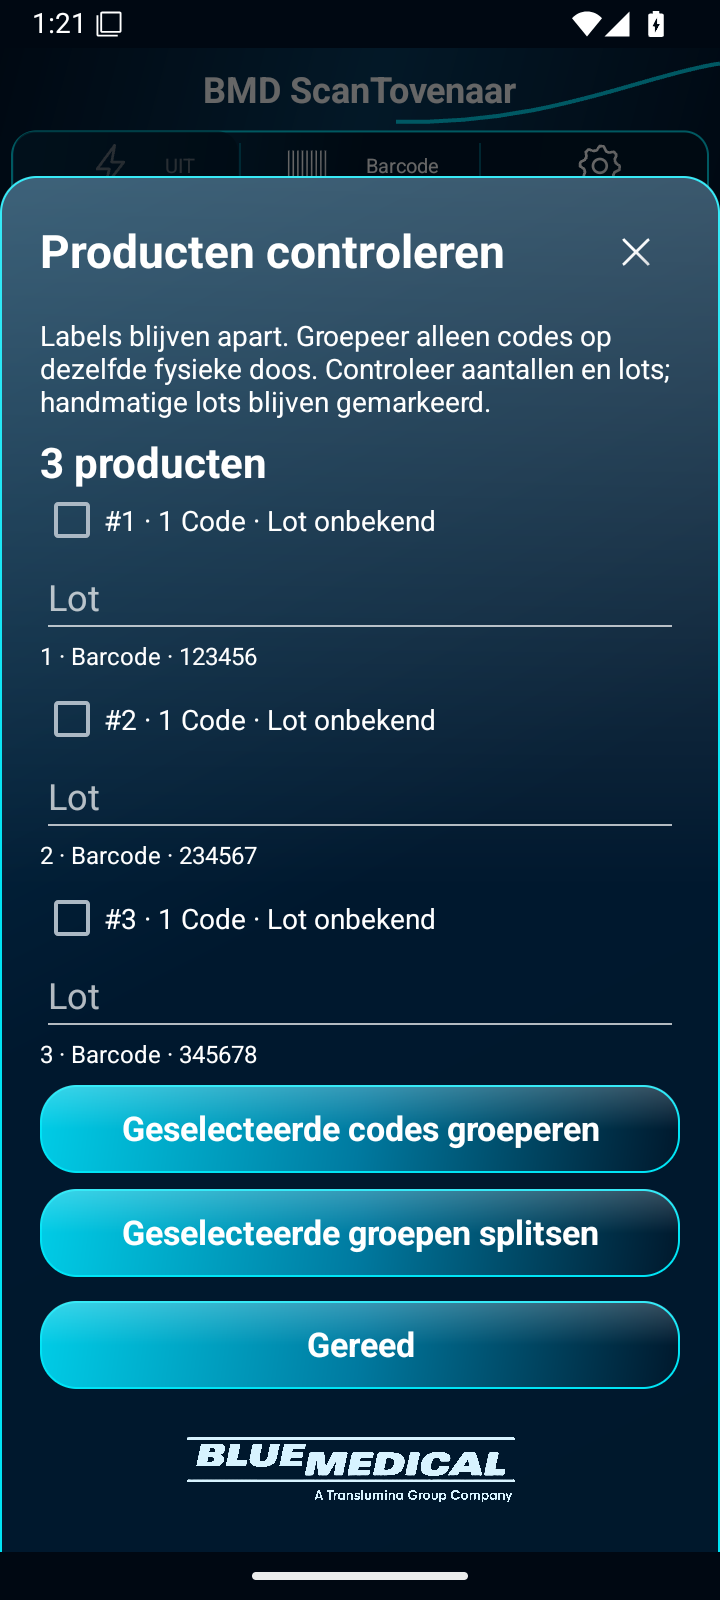 1:21
BMD ScanTovenaar
UIT
Barcode
Producten controleren
Labels blijven apart. Groepeer alleen codes op
dezelfde fysieke doos. Controleer aantallen en lots;
handmatige lots blijven gemarkeerd.
3 producten
#1 · 1 Code · Lot onbekend
Lot
1 · Barcode · 123456
#2 · 1 Code · Lot onbekend
Lot
2 · Barcode · 234567
#3 · 1 Code · Lot onbekend
Lot
3 · Barcode · 345678
Geselecteerde codes groeperen
Geselecteerde groepen splitsen
Gereed
BLUEMEDICAL
A Translumina Group Company